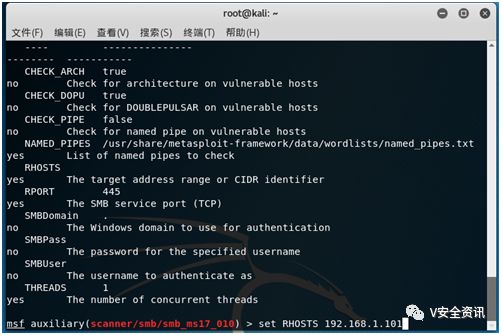 root@kali: ~
文件(F) 编辑(E) 查看(V) 搜索(S) 终端(T) 帮助(H)
---- ---------------
-------- -----------
CHECK_ARCH true
no Check for architecture on vulnerable hosts
CHECK_DOPU true
no Check for DOUBLEPULSAR on vulnerable hosts
CHECK_PIPE false
no Check for named pipe on vulnerable hosts
NAMED_PIPES /usr/share/metasploit-framework/data/wordlists/named_pipes.txt
yes List of named pipes to check
RHOSTS
yes The target address range or CIDR identifier
RPORT 445
yes The SMB service port (TCP)
SMBDomain .
no The Windows domain to use for authentication
SMBPass
no The password for the specified username
SMBUser
no The username to authenticate as
THREADS 1
yes The number of concurrent threads
msf auxiliary(scanner/smb/smb_ms17_010) > set RHOSTS 192.168.1.101
V安全资讯